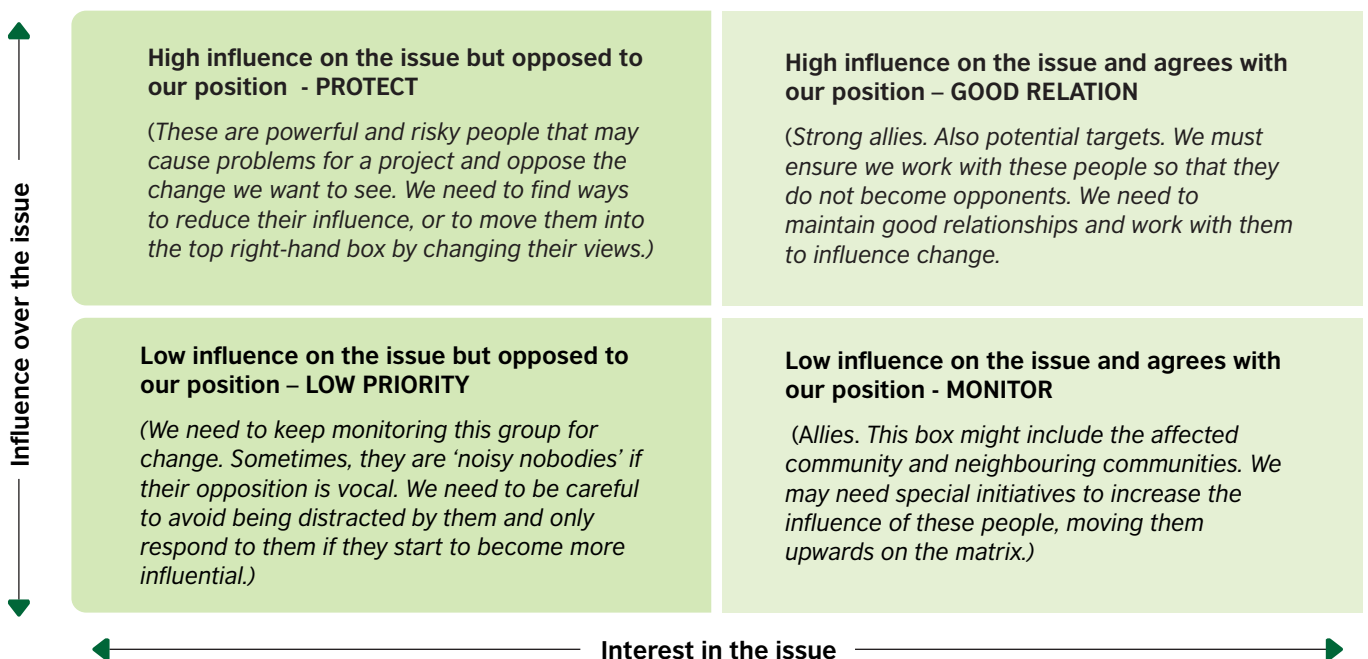 Influence over the issue
High influence on the issue but opposed to
our position  - PROTECT
(These are powerful and risky people that may
cause problems for a project and oppose the
change we want to see. We need to find ways
to reduce their influence, or to move them into
the top right-hand box by changing their views.)
High influence on the issue and agrees with
our position – GOOD RELATION
(Strong allies. Also potential targets. We must
ensure we work with these people so that they
do not become opponents. We need to
maintain good relationships and work with them
to influence change.
Low influence on the issue but opposed to
our position – LOW PRIORITY
(We need to keep monitoring this group for
change. Sometimes, they are ‘noisy nobodies’ if
their opposition is vocal. We need to be careful
to avoid being distracted by them and only
respond to them if they start to become more
influential.)
Low influence on the issue and agrees with
our position - MONITOR
(Allies. This box might include the affected
community and neighbouring communities. We
may need special initiatives to increase the
influence of these people, moving them
upwards on the matrix.)
Interest in the issue